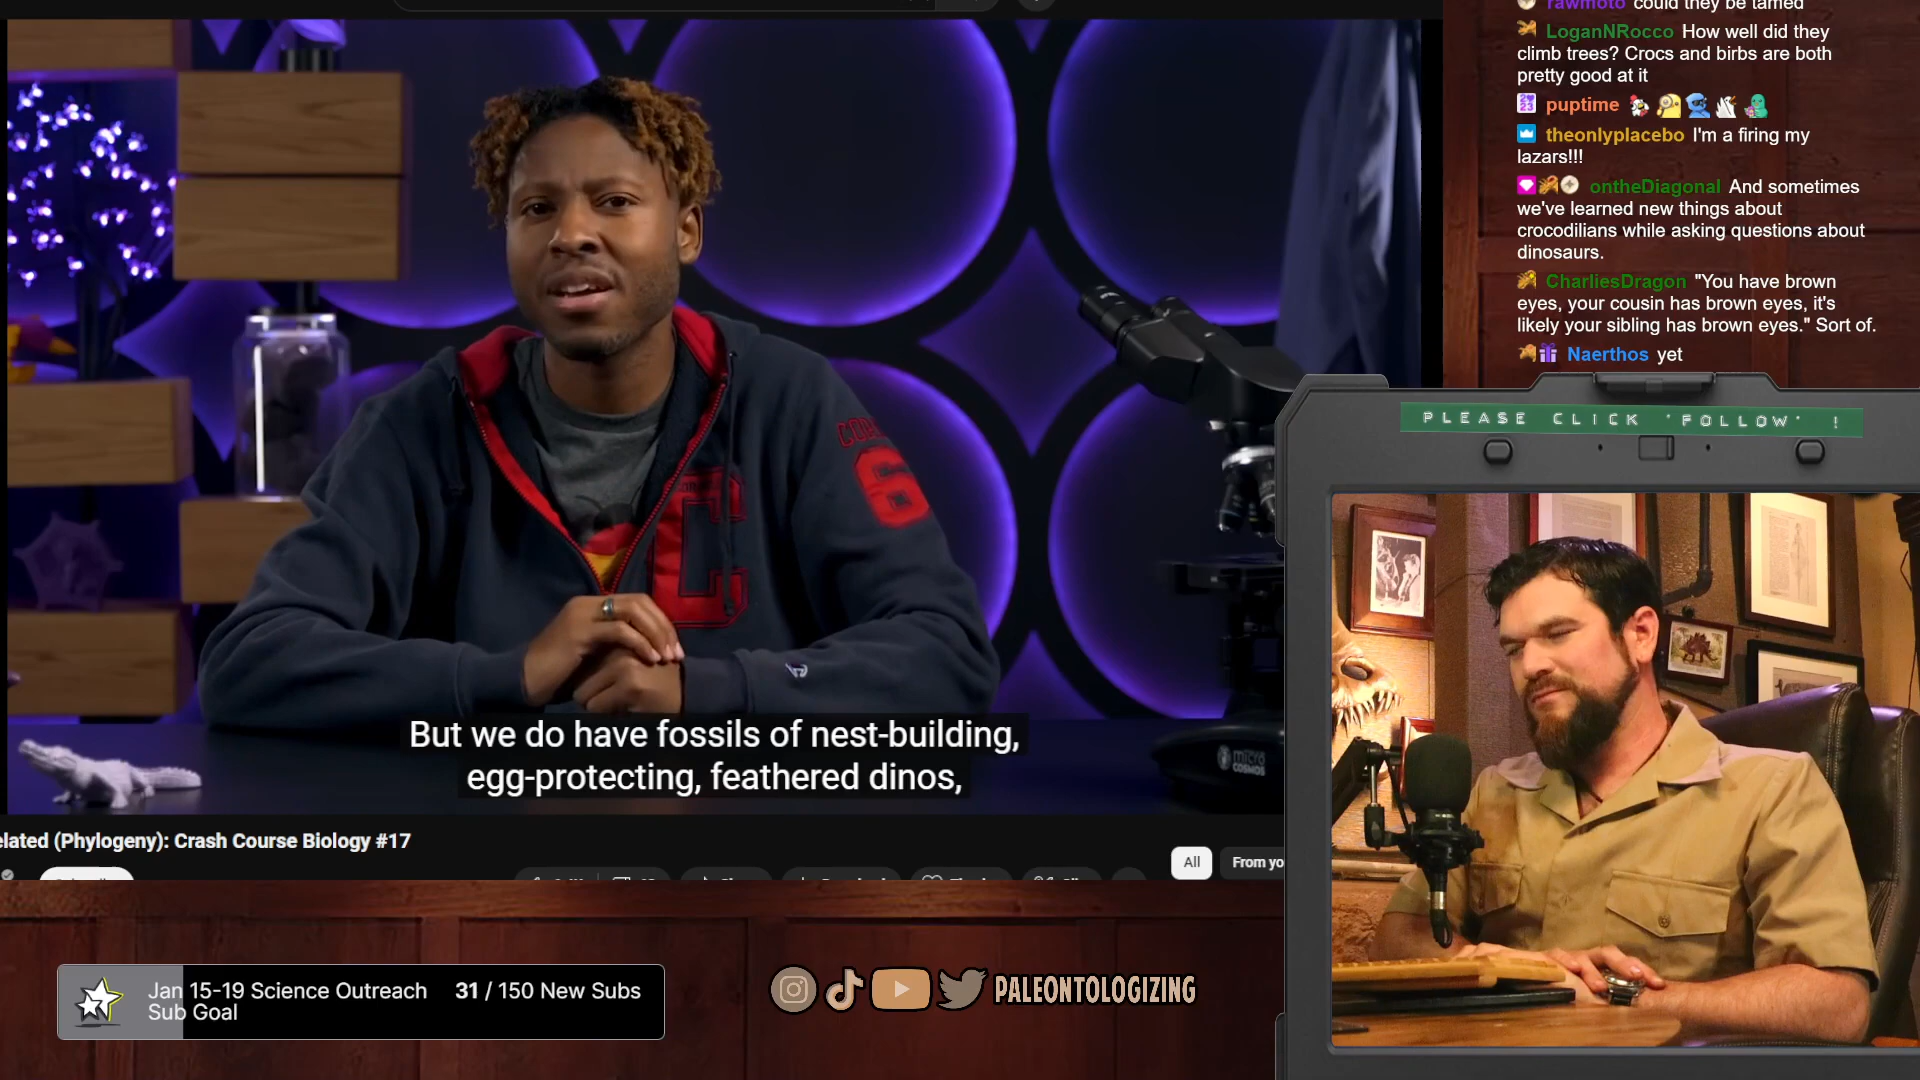 rawmoto could they be tamed
LoganNRocco How well did they
climb trees? Crocs and birbs are both
pretty good at it
puptime
theonlyplacebo I'm a firing my
lazars!!!
ontheDiagonal And sometimes
we've learned new things about
crocodilians while asking questions about
dinosaurs.
CharliesDragon "You have brown
eyes, your cousin has brown eyes, it's
likely your sibling has brown eyes." Sort of.
Naerthos yet
PLEASE CLICK "FOLLOW" !
C
6
MICRO
COSMOS
But we do have fossils of nest-building,
egg-protecting, feathered dinos,
elated (Phylogeny): Crash Course Biology #17
All
From yo
Jan 15-19 Science Outreach 31 / 150 New Subs
Sub Goal
PALEONTOLOGIZING